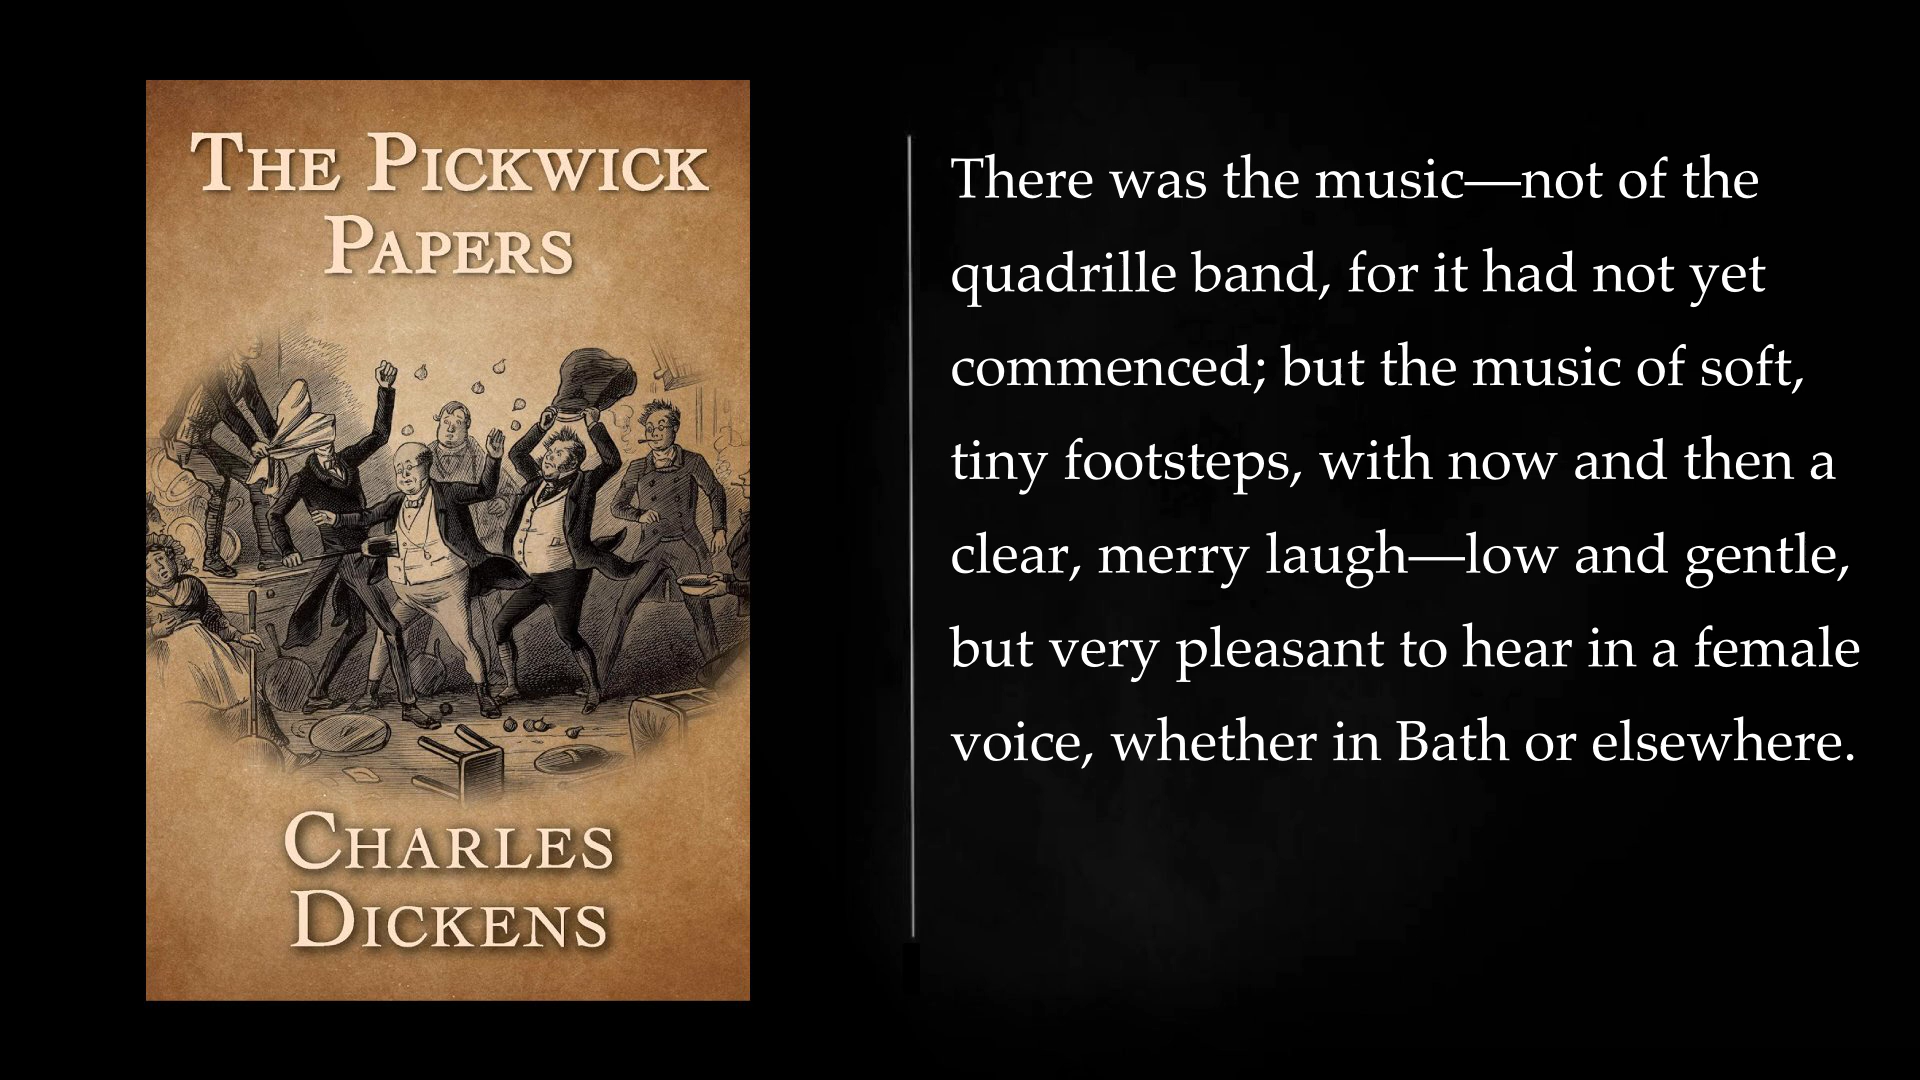 THE PICKWICK
PAPERS
CHARLES
DICKENS
There was the music—not of the
quadrille band, for it had not yet
commenced; but the music of soft,
tiny footsteps, with now and then a
clear, merry laugh—low and gentle,
but very pleasant to hear in a female
voice, whether in Bath or elsewhere.